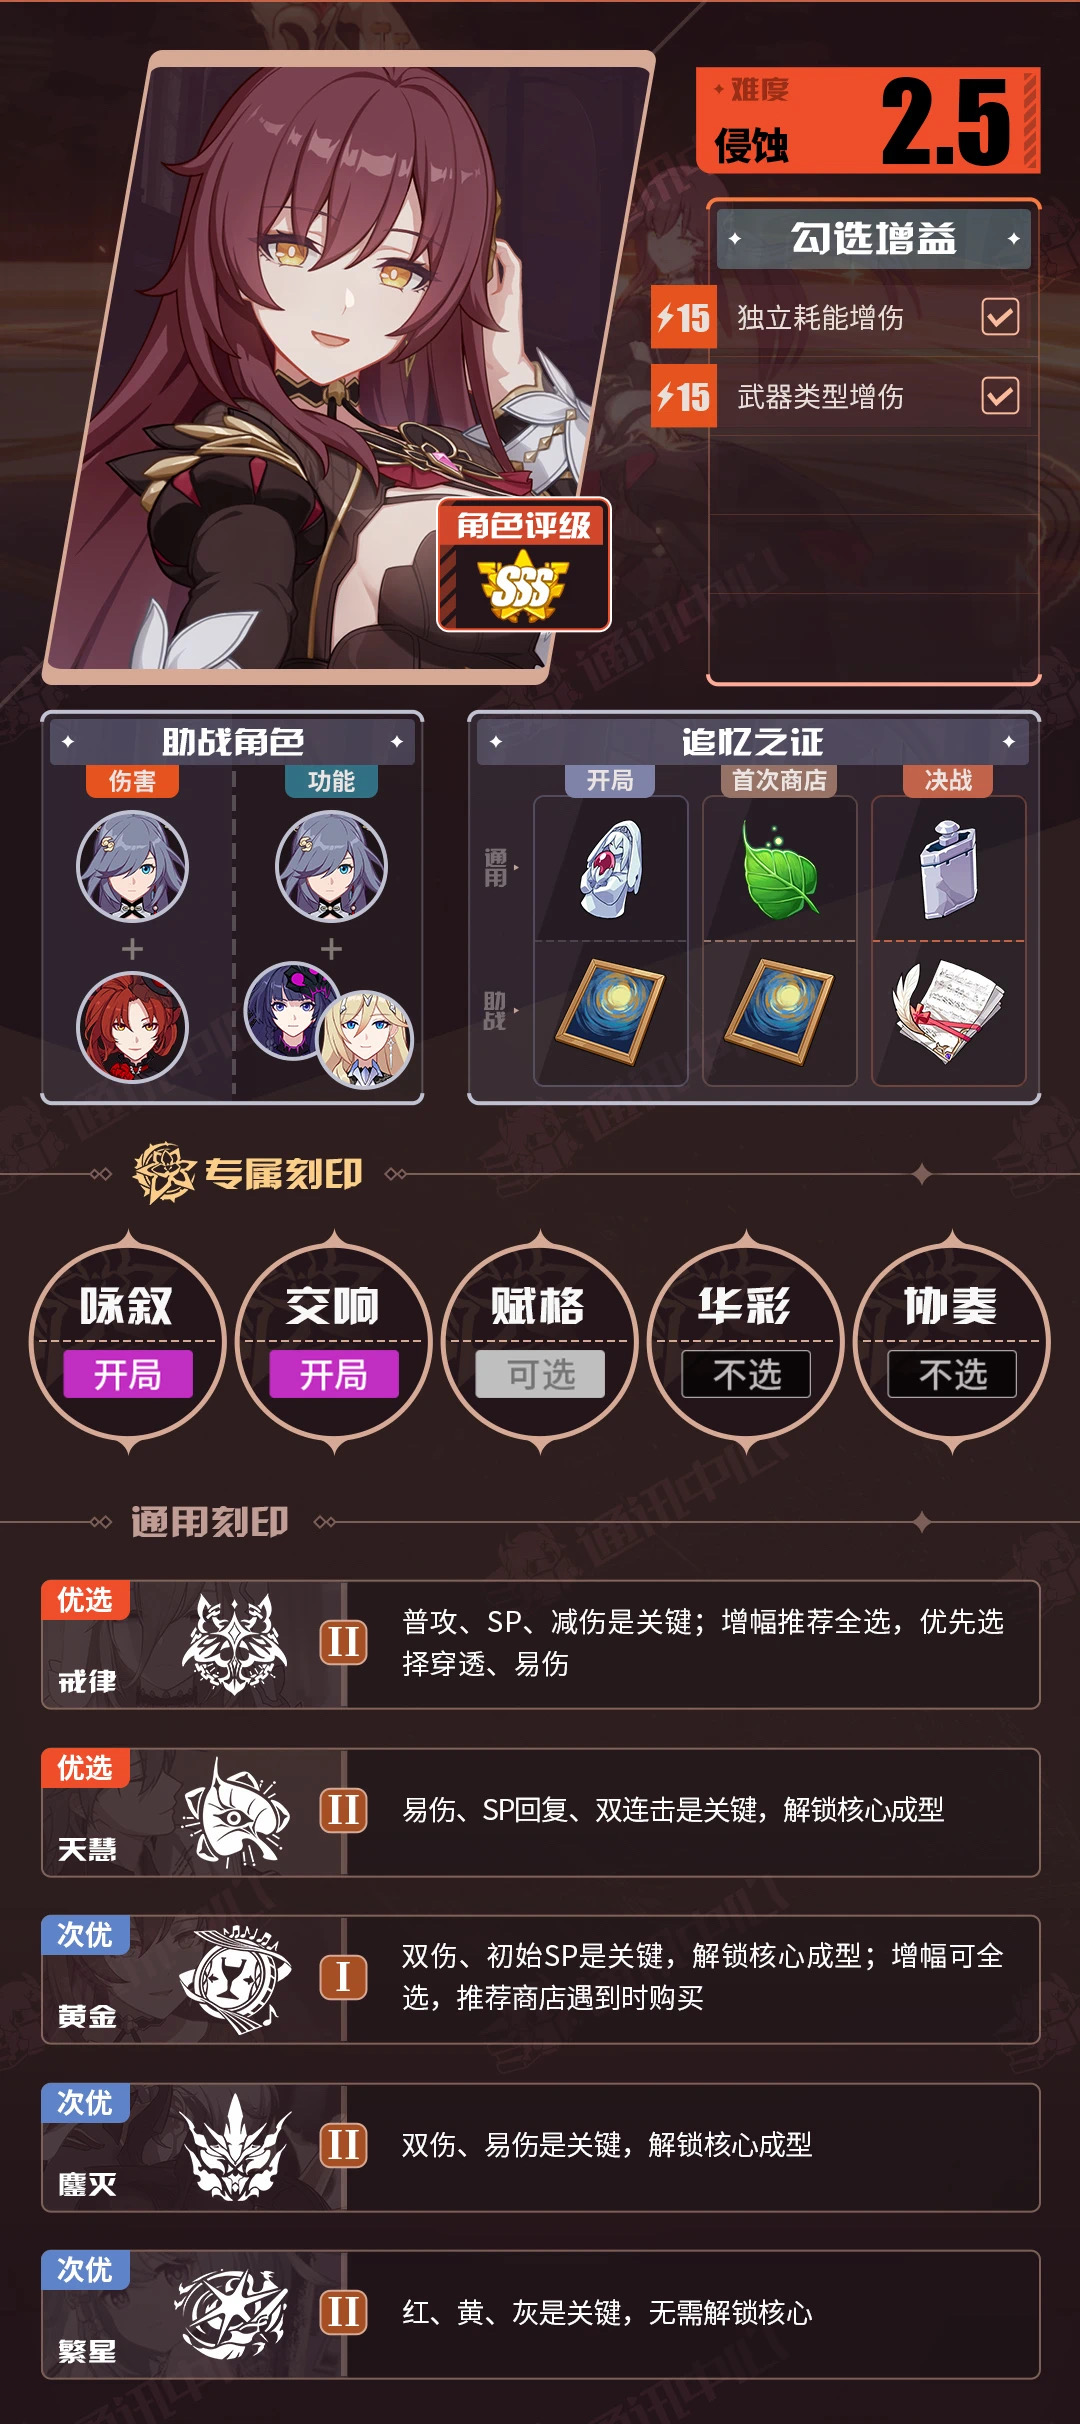 难度
侵蚀
2.5
勾选增益
15 独立耗能增伤
15 武器类型增伤
角色评级
SSS
助战角色
伤害
功能
追忆之证
开局
首次商店
决战
通用
助战
专属刻印
咏叙
开局
交响
开局
赋格
可选
华彩
不选
协奏
不选
通用刻印
优选
戒律
II
普攻、SP、减伤是关键；增幅推荐全选，优先选
择穿透、易伤
优选
天慧
II
易伤、SP回复、双连击是关键，解锁核心成型
次优
黄金
I
双伤、初始SP是关键，解锁核心成型；增幅可全
选，推荐商店遇到时购买
次优
鏖灭
II
双伤、易伤是关键，解锁核心成型
次优
繁星
II
红、黄、灰是关键，无需解锁核心
通讯中心